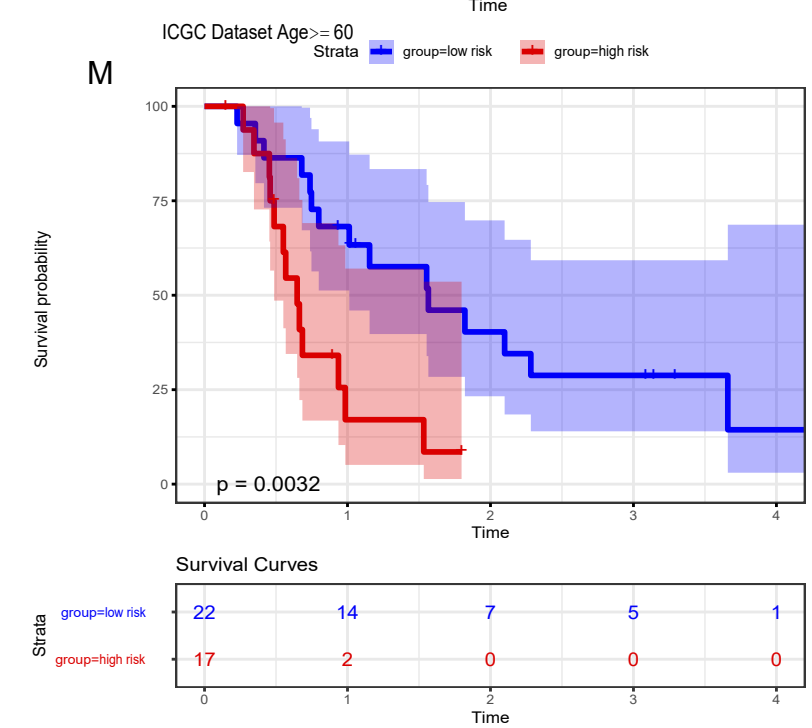 Time
ICGC Dataset Age>= 60
Strata group=low risk group=high risk
M
100
75
50
25
0
Survival probability
p = 0.0032
0 1 2 3 4
Time
Survival Curves
Strata
group=low risk 22 14 7 5 1
group=high risk 17 2 0 0 0
0 1 2 3 4
Time